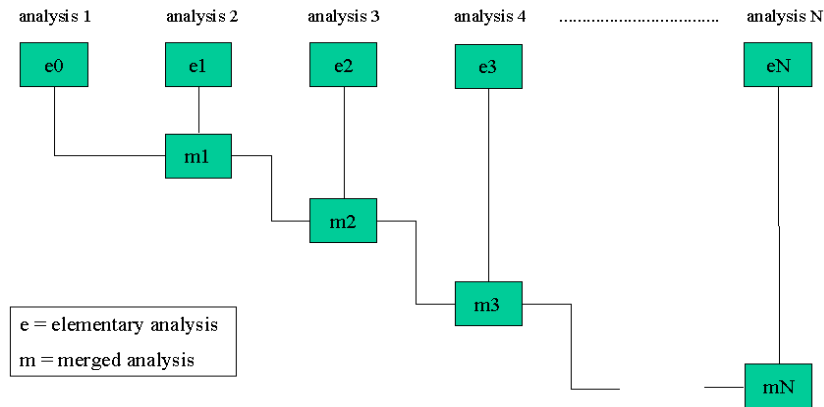 analysis 1 analysis 2 analysis 3 analysis 4 ................................... analysis N
e0 e1 e2 e3 eN
m1
m2
m3
e = elementary analysis
m = merged analysis
mN